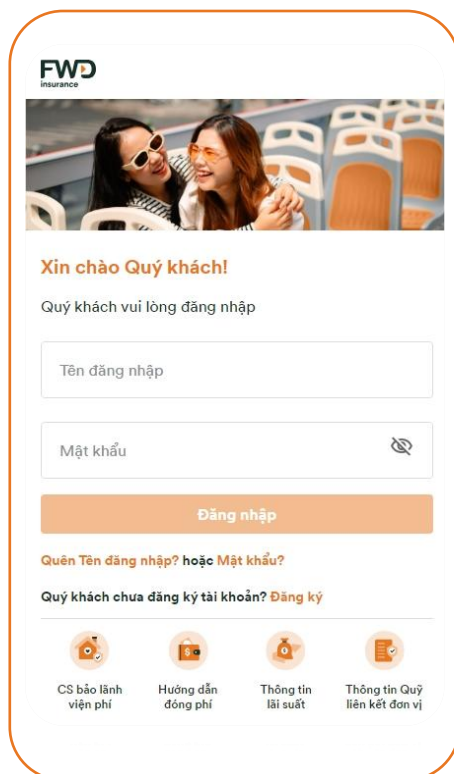 FWD
insurance
Xin chào Quý khách!
Quý khách vui lòng đăng nhập
Tên đăng nhập
Mật khẩu
Đăng nhập
Quên Tên đăng nhập? hoặc Mật khẩu?
Quý khách chưa đăng ký tài khoản? Đăng ký
CS bảo lãnh
viện phí
Hướng dẫn
đóng phí
Thông tin
lãi suất
Thông tin Quỹ
liên kết đơn vị